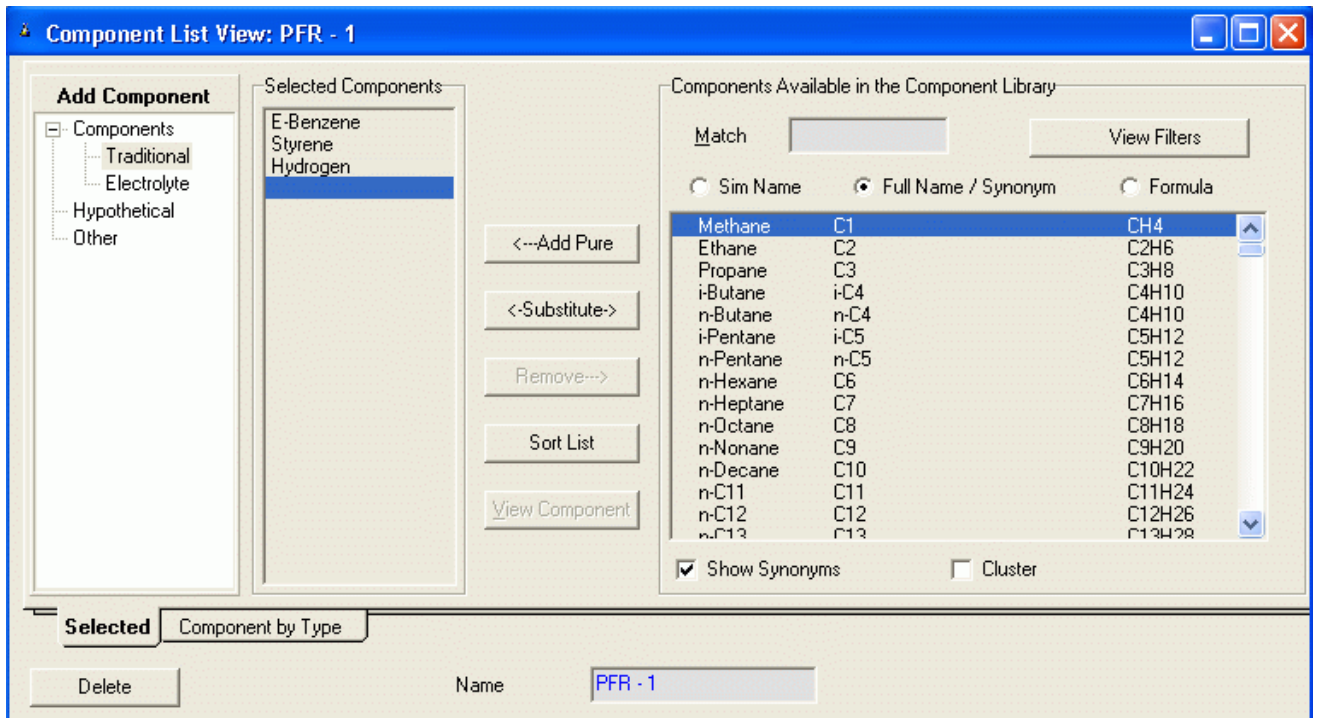 Component List View: PFR - 1
Add Component
Components
Traditional
Electrolyte
Hypothetical
Other
Selected Components
E-Benzene
Styrene
Hydrogen
<---Add Pure
<-Substitute->
Remove--->
Sort List
View Component
Components Available in the Component Library
Match View Filters
Sim Name Full Name / Synonym Formula
Methane C1 CH4
Ethane C2 C2H6
Propane C3 C3H8
i-Butane i-C4 C4H10
n-Butane n-C4 C4H10
i-Pentane i-C5 C5H12
n-Pentane n-C5 C5H12
n-Hexane C6 C6H14
n-Heptane C7 C7H16
n-Octane C8 C8H18
n-Nonane C9 C9H20
n-Decane C10 C10H22
n-C11 C11 C11H24
n-C12 C12 C12H26
n-C13 C13 C13H28
Show Synonyms Cluster
Selected Component by Type
Delete Name PFR - 1